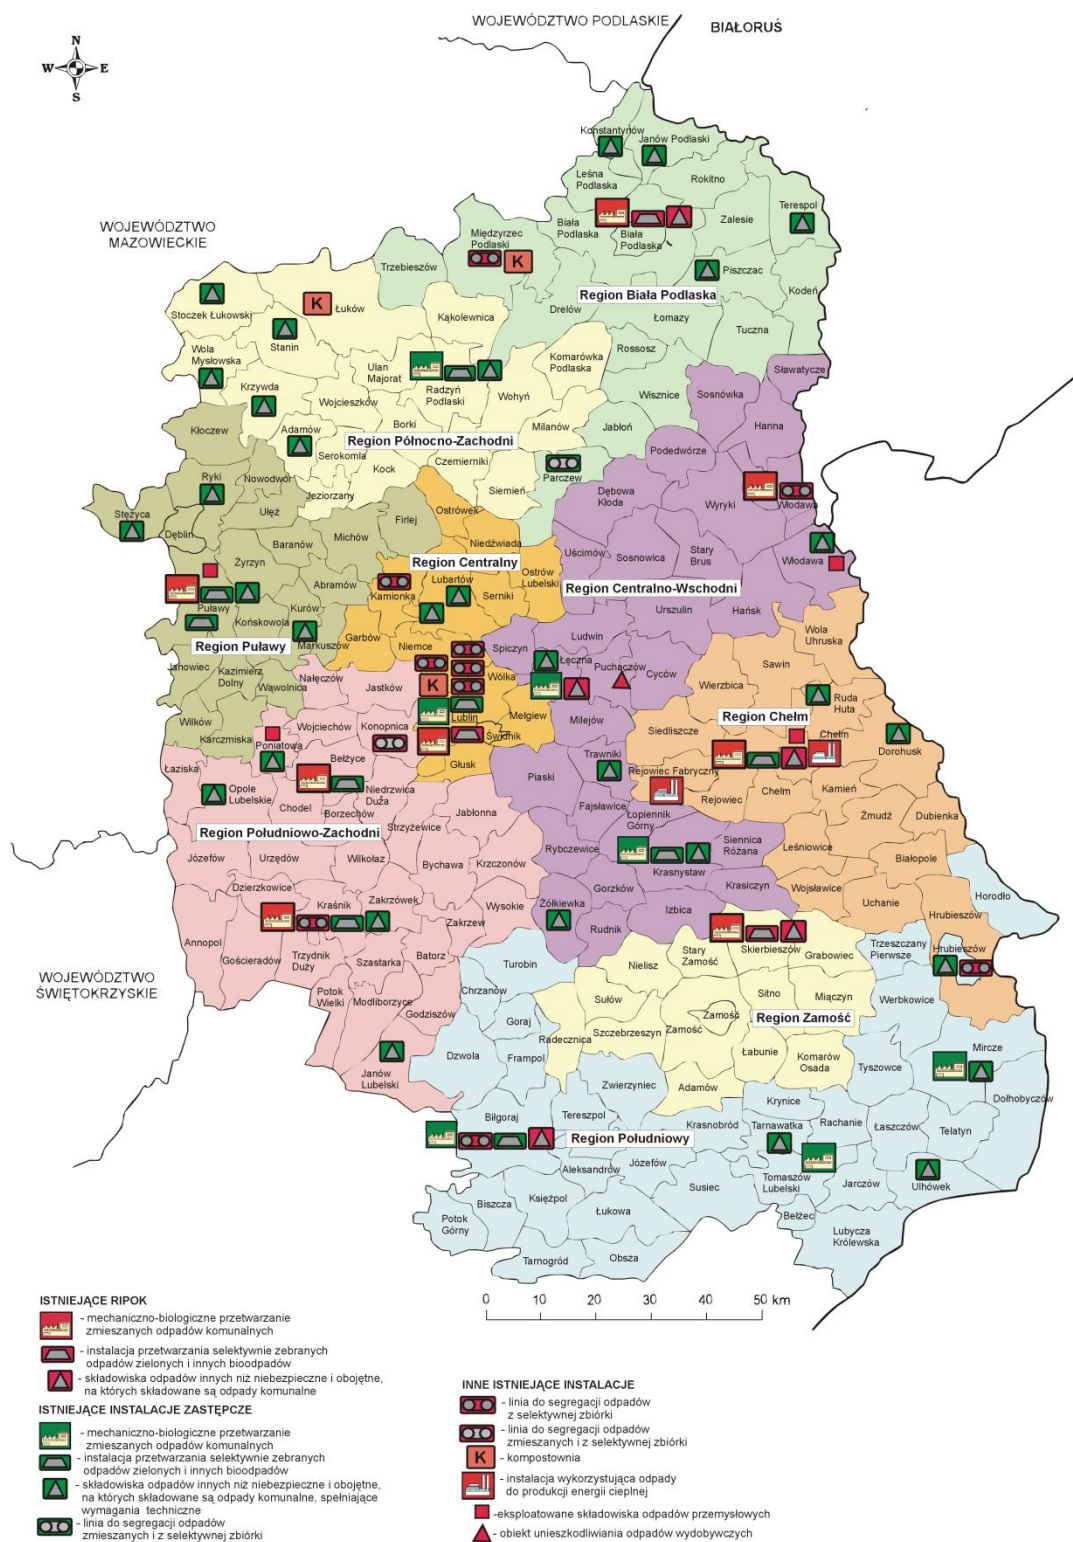 WOJEWÓDZTWO PODLASKIE
BIAŁORUŚ
N
W E
S
Konstantynów
Janów Podlaski
Leśna
Podlaska
Rokitno
Terespol
WOJEWÓDZTWO
MAZOWIECKIE
Zalesie
Biała
Podlaska
Biała
Podlaska
Międzyrzec
Podlaski
K
Trzebieszów
Piszczac
Kodeń
Region Biała Podlaska
Stoczek Łukowski
K
Łuków
Kąkolewnica
Drelów
Łomazy
Tuczna
Stanin
Wola
Mysłowska
Ulan
Majorat
Radzyń
Podlaski
Komarówka
Podlaska
Rossosz
Sławatycze
Krzywda
Wojcieszków
Wohyń
Wisznice
Sosnówka
Hanna
Adamów
Borki
Milanów
Jabłoń
Kłoczew
Region Północno-Zachodni
Serokomla
Czemierniki
Podedwórze
Kock
Parczew
Ryki
Nowodwór
Jeziorzany
Siemień
Dębowa
Kłoda
Wyryki
Włodawa
Stężyca
Ułęż
Firlej
Ostrówek
Dęblin
Michów
Niedźwiada
Baranów
Uścimów
Sosnowica
Stary
Brus
Włodawa
Region Centralny
Żyrzyn
Ostrów
Lubelski
Region Centralno-Wschodni
Abramów
Kamionka
Lubartów
Serniki
Puławy
Kurów
Końskowola
Urszulin
Hańsk
Markuszów
Garbów
Niemce
Spiczyn
Ludwin
Wola
Uhruska
Region Puławy
Łęczna
Puchaczów
Cyców
Sawin
Janowiec
Kazimierz
Dolny
Nałęczów
Wąwolnica
Jastków
K
Wólka
Wierzbica
Ruda
Huta
Wilków
Karczmiska
Wojciechów
Konopnica
Lublin
Mełgiew
Milejów
Region Chełm
Poniatowa
Świdnik
Siedliszcze
Chełm
Dorohusk
Bełżyce
Głusk
Trawniki
Łaziska
Piaski
Rejowiec Fabryczny
Opole
Lubelskie
Chodel
Niedrzwica
Duża
Borzechów
Jabłonna
Fajsławice
Rejowiec
Chełm
Kamień
Łopiennik
Górny
Żmudź
Dubienka
Region Południowo-Zachodni
Strzyżewice
Rybczewice
Siennica
Różana
Leśniowice
Białopole
Józefów
Urzędów
Wilkołaz
Bychawa
Krzczonów
Krasnystaw
Gorzków
Krasiczyn
Wojsławice
Dzierzkowice
Uchanie
Horodło
Kraśnik
Zakrzówek
Wysokie
Żółkiewka
Izbica
Annopol
Zakrzew
Rudnik
Skierbieszów
Hrubieszów
Gościeradów
Trzydnik
Duży
Szastarka
Batorz
Turobin
Nielisz
Stary
Zamość
Grabowiec
Trzeszczany
Pierwsze
Hrubieszów
WOJEWÓDZTWO
ŚWIĘTOKRZYSKIE
Potok
Wielki
Modliborzyce
Godziszów
Chrzanów
Sułów
Sitno
Miączyn
Werbkowice
Goraj
Radecznica
Szczebrzeszyn
Zamość
Zamość
Region Zamość
Dzwola
Frampol
Łabunie
Komarów
Osada
Tyszowce
Mircze
Janów
Lubelski
Zwierzyniec
Adamów
Dołhobyczów
Biłgoraj
Tereszpol
Krynice
Region Południowy
Krasnobród
Tarnawatka
Rachanie
Łaszczów
Telatyn
Aleksandrów
Józefów
Tomaszów
Lubelski
Jarczów
Ulhówek
Biszcza
Księżpol
Susiec
Potok
Górny
Łukowa
Bełżec
Lubycza
Królewska
Tarnogród
Obsza
0 10 20 30 40 50 km
ISTNIEJĄCE RIPOK
- mechaniczno-biologiczne przetwarzanie
zmieszanych odpadów komunalnych
- instalacja przetwarzania selektywnie zebranych
odpadów zielonych i innych bioodpadów
- składowiska odpadów innych niż niebezpieczne i obojętne,
na których składowane są odpady komunalne
ISTNIEJĄCE INSTALACJE ZASTĘPCZE
- mechaniczno-biologiczne przetwarzanie
zmieszanych odpadów komunalnych
- instalacja przetwarzania selektywnie zebranych
odpadów zielonych i innych bioodpadów
- składowiska odpadów innych niż niebezpieczne i obojętne,
na których składowane są odpady komunalne, spełniające
wymagania techniczne
- linia do segregacji odpadów
zmieszanych i z selektywnej zbiórki
INNE ISTNIEJĄCE INSTALACJE
- linia do segregacji odpadów
z selektywnej zbiórki
- linia do segregacji odpadów
zmieszanych i z selektywnej zbiórki
K - kompostownia
- instalacja wykorzystująca odpady
do produkcji energii cieplnej
-eksploatowane składowiska odpadów przemysłowych
- obiekt unieszkodliwiania odpadów wydobywczych